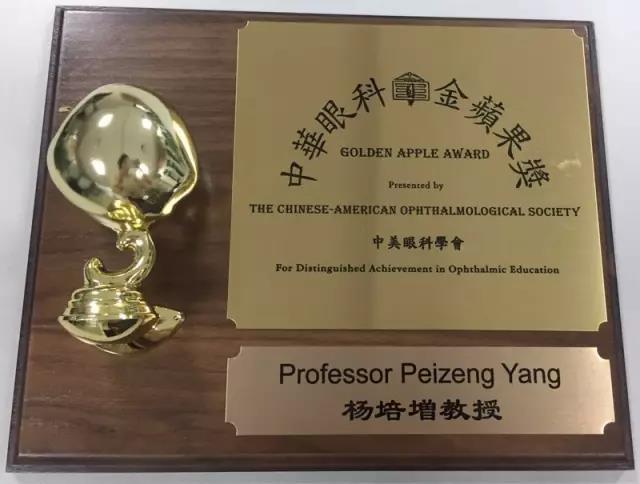 中華眼科會金蘋果獎
GOLDEN APPLE AWARD
Presented by
THE CHINESE-AMERICAN OPHTHALMOLOGICAL SOCIETY
中美眼科學會
For Distinguished Achievement in Ophthalmic Education
Professor Peizeng Yang
杨培增教授